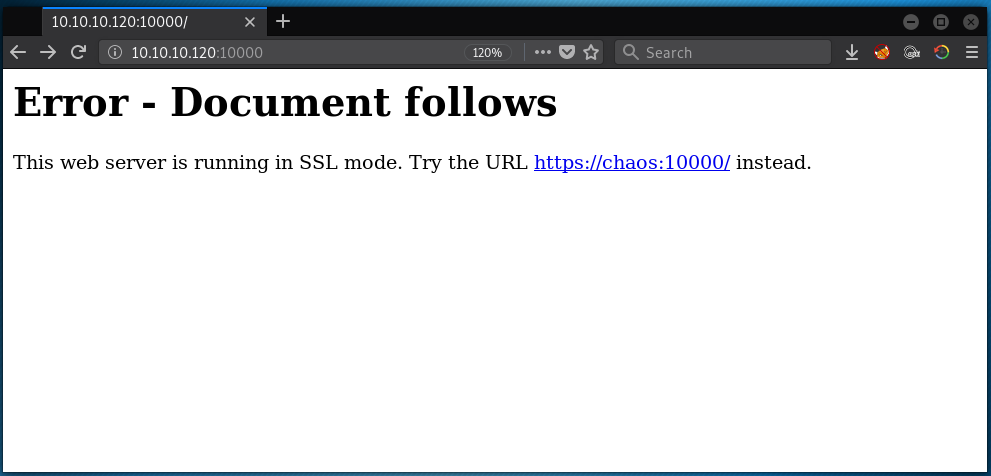 10.10.10.120:10000/
10.10.10.120:10000 120% Search
Error - Document follows
This web server is running in SSL mode. Try the URL https://chaos:10000/ instead.